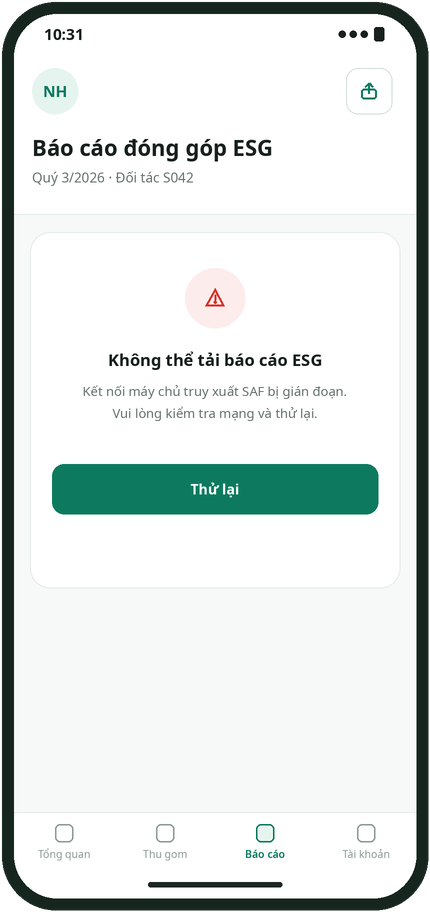 10:31
NH
Báo cáo đóng góp ESG
Quý 3/2026 · Đối tác S042
Không thể tải báo cáo ESG
Kết nối máy chủ truy xuất SAF bị gián đoạn.
Vui lòng kiểm tra mạng và thử lại.
Thử lại
Tổng quan
Thu gom
Báo cáo
Tài khoản